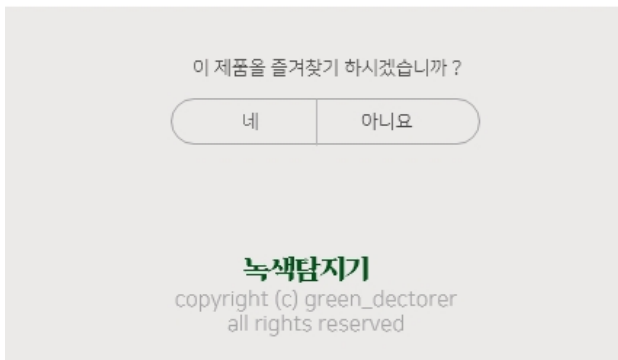 이 제품올 즐겨찾기 하시겠습니까 ?
네
아니요
녹색탐지기
copyright (c) green_dectorer
all rights reserved